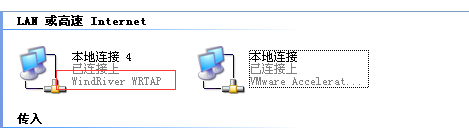 LAN 或高速 Internet
本地连接 4
已连接上
WindRiver WRTAP
本地连接
已连接上
VMware Accelerat...
传入